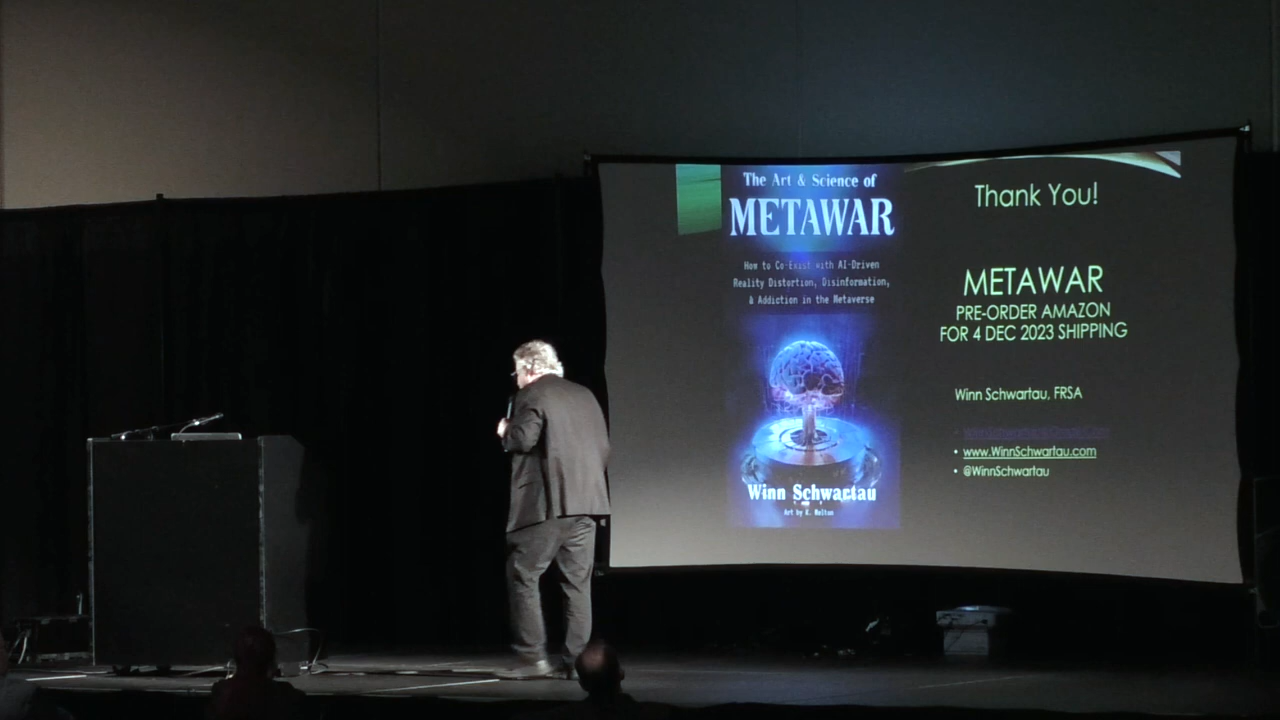 The Art & Science of
METAWAR
How to Co-Exist with AI-Driven
Reality Distortion, Disinformation,
& Addiction in the Metaverse
Winn Schwartau
Art by K. Melton
Thank You!
METAWAR
PRE-ORDER AMAZON
FOR 4 DEC 2023 SHIPPING
Winn Schwartau, FRSA
• www.WinnSchwartau.com
• @WinnSchwartau